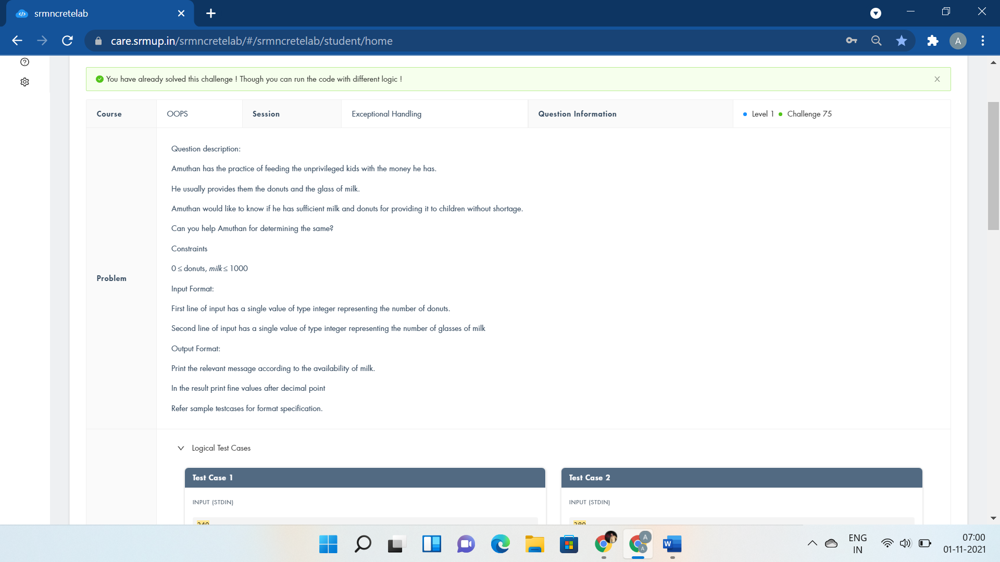 srmncretelab
care.srmup.in/srmncretelab/#/srmncretelab/student/home
A
You have already solved this challenge ! Though you can run the code with different logic !
Course OOPS Session Exceptional Handling Question Information Level 1 Challenge 75
Question description:
Amuthan has the practice of feeding the unprivileged kids with the money he has.
He usually provides them the donuts and the glass of milk.
Amuthan would like to know if he has sufficient milk and donuts for providing it to children without shortage.
Can you help Amuthan for determining the same?
Constraints
0 ≤ donuts, milk ≤ 1000
Problem
Input Format:
First line of input has a single value of type integer representing the number of donuts.
Second line of input has a single value of type integer representing the number of glasses of milk
Output Format:
Print the relevant message according to the availability of milk.
In the result print fine values after decimal point
Refer sample testcases for format specification.
Logical Test Cases
Test Case 1 Test Case 2
INPUT (STDIN) INPUT (STDIN)
ENG 07:00
IN 01-11-2021